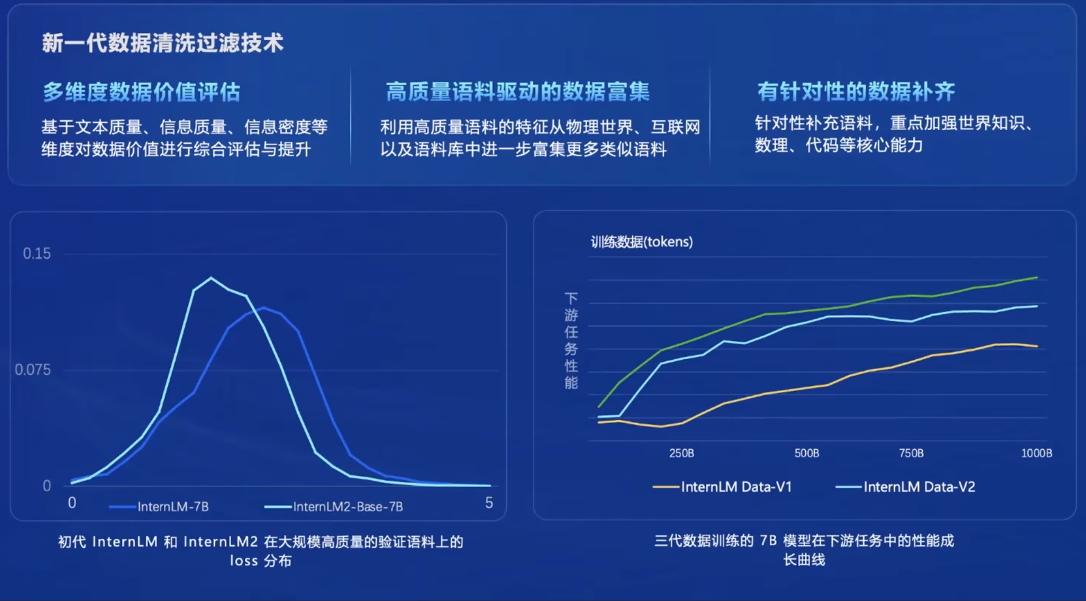 新一代数据清洗过滤技术
多维度数据价值评估
基于文本质量、信息质量、信息密度等
维度对数据价值进行综合评估与提升
高质量语料驱动的数据富集
利用高质量语料的特征从物理世界、互联网
以及语料库中进一步富集更多类似语料
有针对性的数据补齐
针对性补充语料，重点加强世界知识、
数理、代码等核心能力
0.15
0.075
0
0
5
InternLM-7B
InternLM2-Base-7B
初代 InternLM 和 InternLM2 在大规模高质量的验证语料上的
loss 分布
训练数据(tokens)
下游任务性能
250B
500B
750B
1000B
InternLM Data-V1
InternLM Data-V2
三代数据训练的 7B 模型在下游任务中的性能成
长曲线